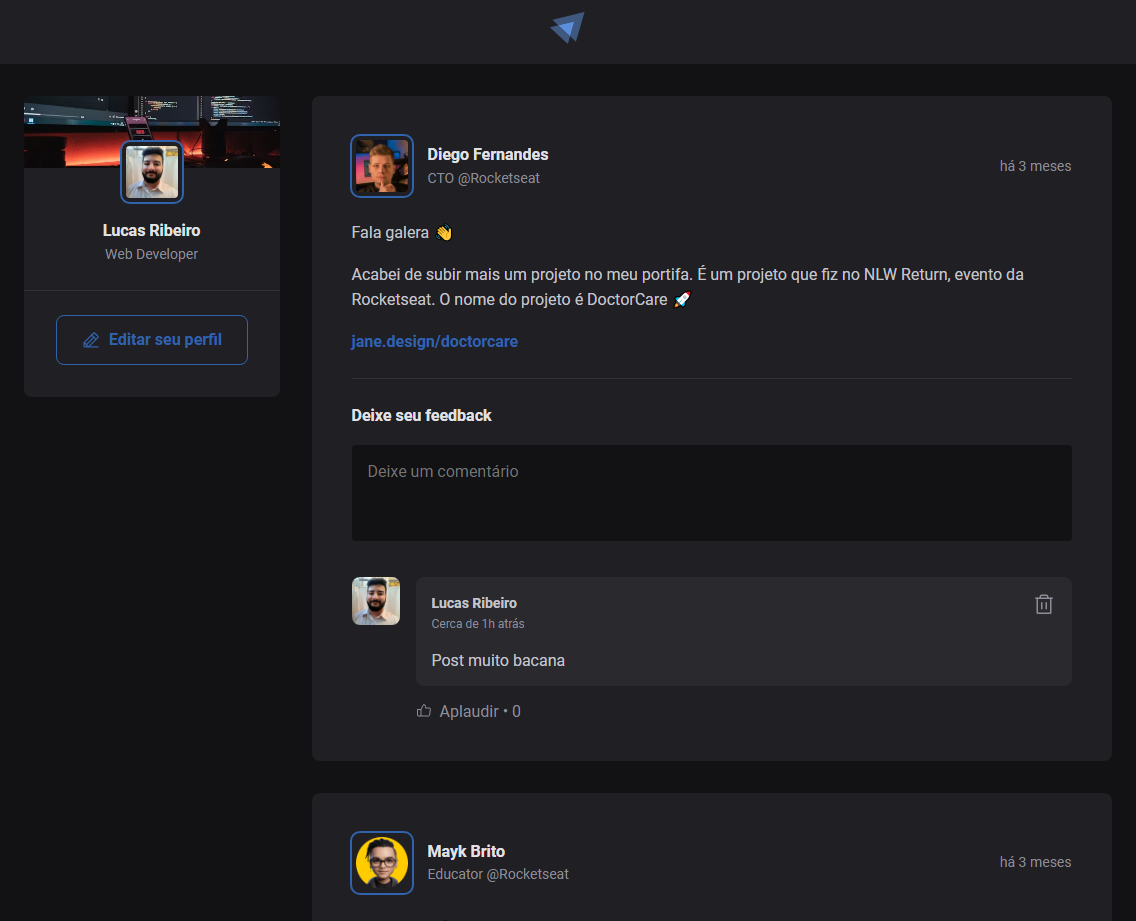 Lucas Ribeiro
Web Developer
Editar seu perfil
Diego Fernandes
CTO @Rocketseat
há 3 meses
Fala galera 👋
Acabei de subir mais um projeto no meu portifa. É um projeto que fiz no NLW Return, evento da
Rocketseat. O nome do projeto é DoctorCare 🚀
jane.design/doctorcare
Deixe seu feedback
Deixe um comentário
Lucas Ribeiro
Cerca de 1h atrás
Post muito bacana
Aplaudir • 0
Mayk Brito
Educator @Rocketseat
há 3 meses